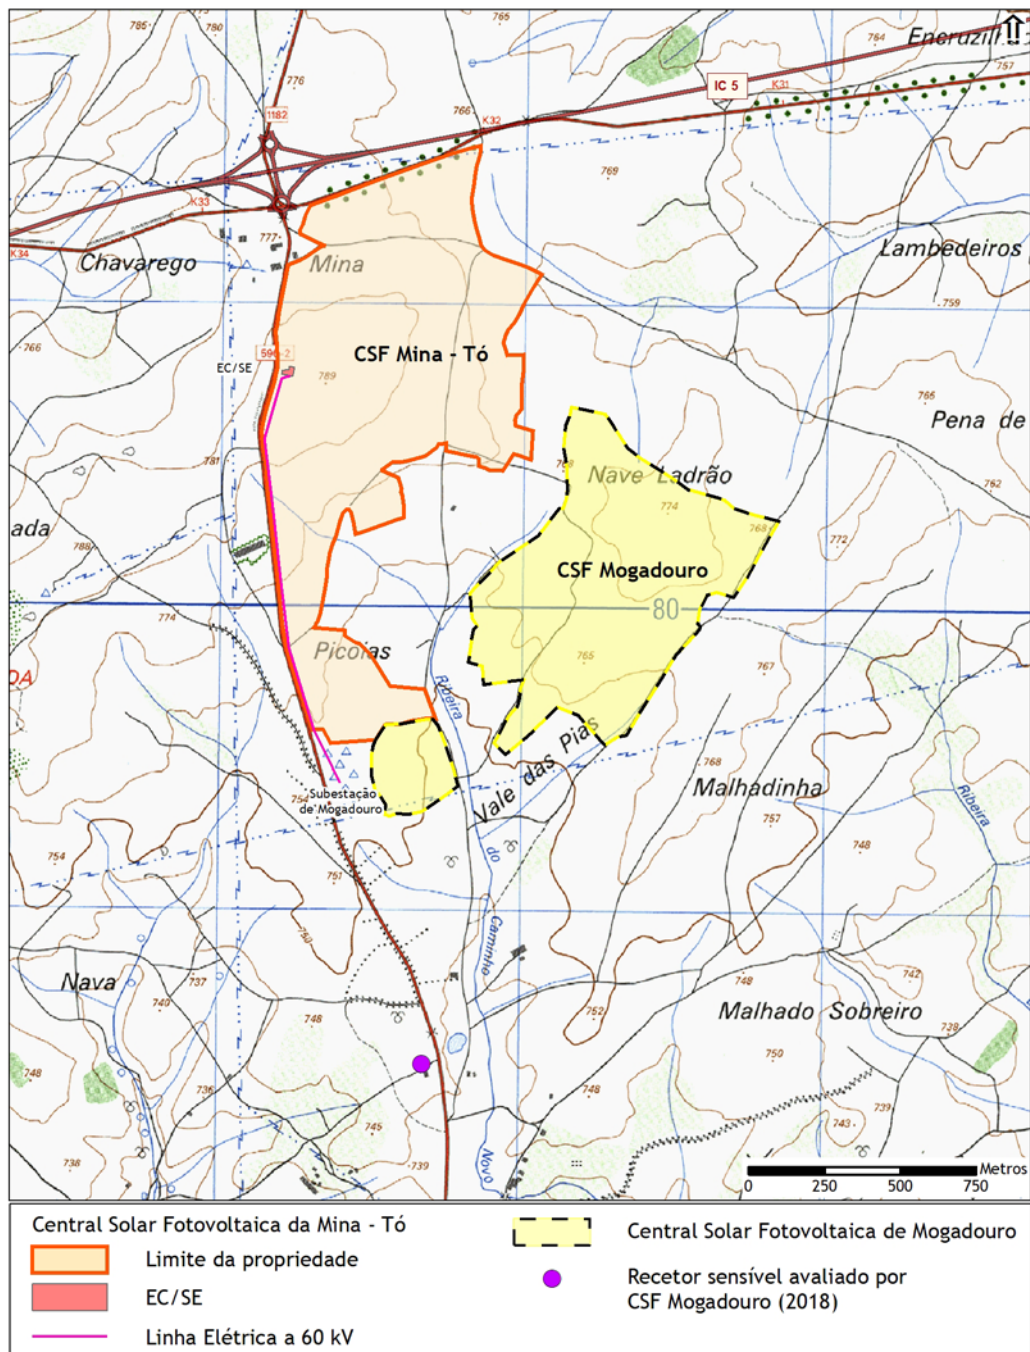 785
780
765
764
Encruzilh
776
757
IC 5
K31
1182
766
K32
769
K33
777
K34
Chavarego
Mina
Lambedeiros
759
766
596-2
CSF Mina - Tó
EC/SE
789
765
Pena de
781
768
Nave Ladrão
762
774
768
ada
788
772
CSF Mogadouro
774
80
Picoias
765
767
DA
Ribeira
Vale das Pias
768
Malhadinha
754
Subestação
de Mogadouro
757
Ribeira
748
754
751
do
750
Caminho
Nava
737
740
742
748
748
752
Malhado Sobreiro
738
750
748
736
748
739
745
743
738
739
Novo
Metros
0 250 500 750
Central Solar Fotovoltaica da Mina - Tó
Limite da propriedade
EC/SE
Linha Elétrica a 60 kV
Central Solar Fotovoltaica de Mogadouro
Recetor sensível avaliado por
CSF Mogadouro (2018)